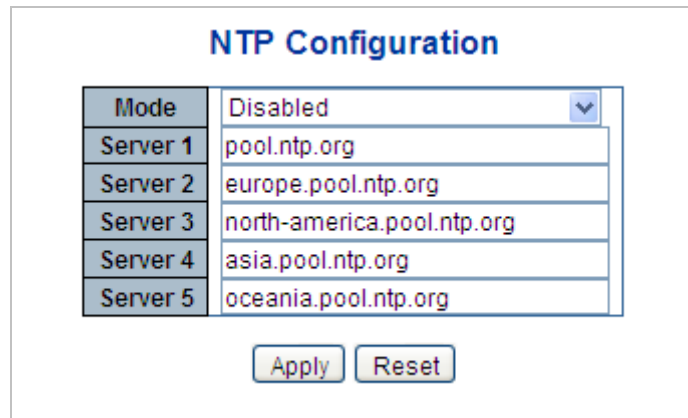 NTP Configuration
Mode Disabled
Server 1 pool.ntp.org
Server 2 europe.pool.ntp.org
Server 3 north-america.pool.ntp.org
Server 4 asia.pool.ntp.org
Server 5 oceania.pool.ntp.org
Apply Reset